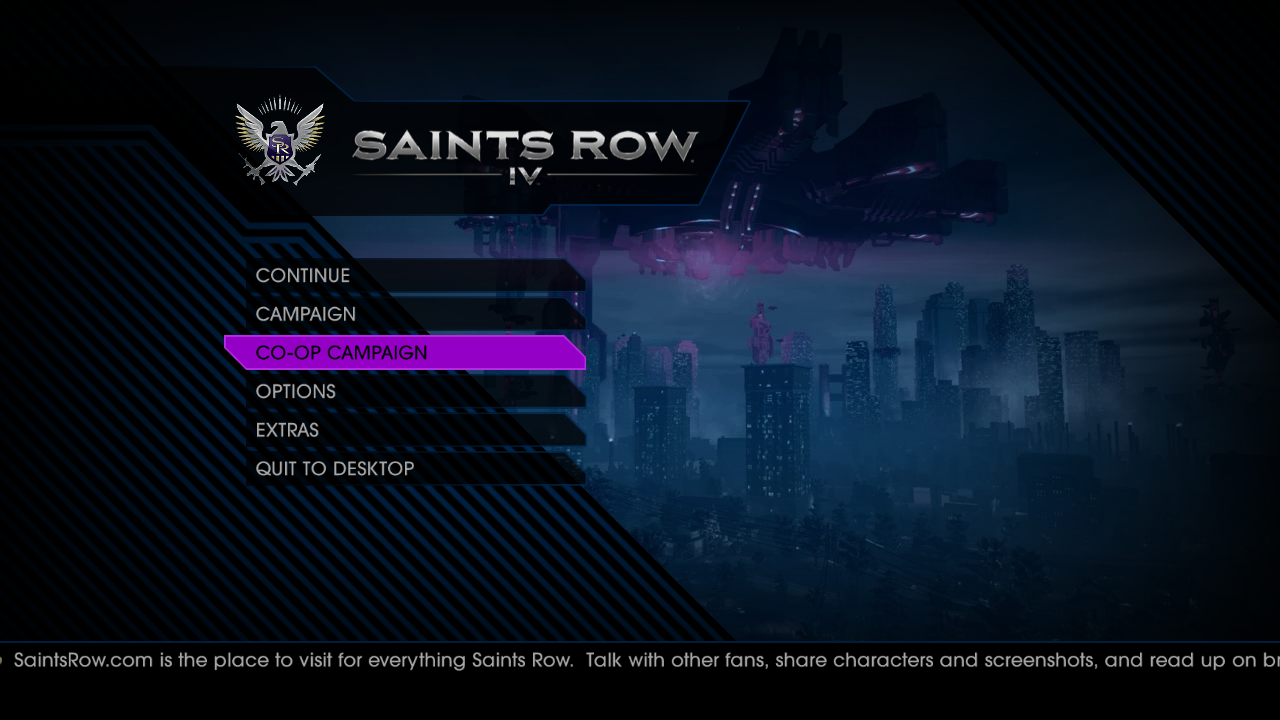 SR
SAINTS ROW
IV
CONTINUE
CAMPAIGN
CO-OP CAMPAIGN
OPTIONS
EXTRAS
QUIT TO DESKTOP
SaintsRow.com is the place to visit for everything Saints Row. Talk with other fans, share characters and screenshots, and read up on